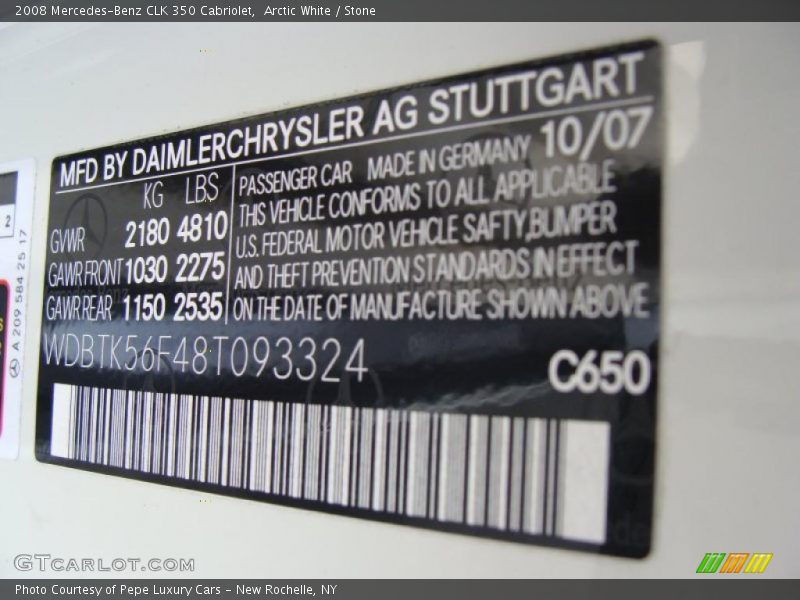 2008 Mercedes-Benz CLK 350 Cabriolet, Arctic White / Stone
MFD BY DAIMLERCHRYSLER AG STUTTGART
10/07
KG LBS
GVWR 2180 4810
GAWR FRONT 1030 2275
GAWR REAR 1150 2535
PASSENGER CAR MADE IN GERMANY
THIS VEHICLE CONFORMS TO ALL APPLICABLE
U.S. FEDERAL MOTOR VEHICLE SAFTY,BUMPER
AND THEFT PREVENTION STANDARDS IN EFFECT
ON THE DATE OF MANUFACTURE SHOWN ABOVE
WDBTK56F48T093324
C650
2
A 209 584 25 17
GTCARLOT.COM
Photo Courtesy of Pepe Luxury Cars - New Rochelle, NY